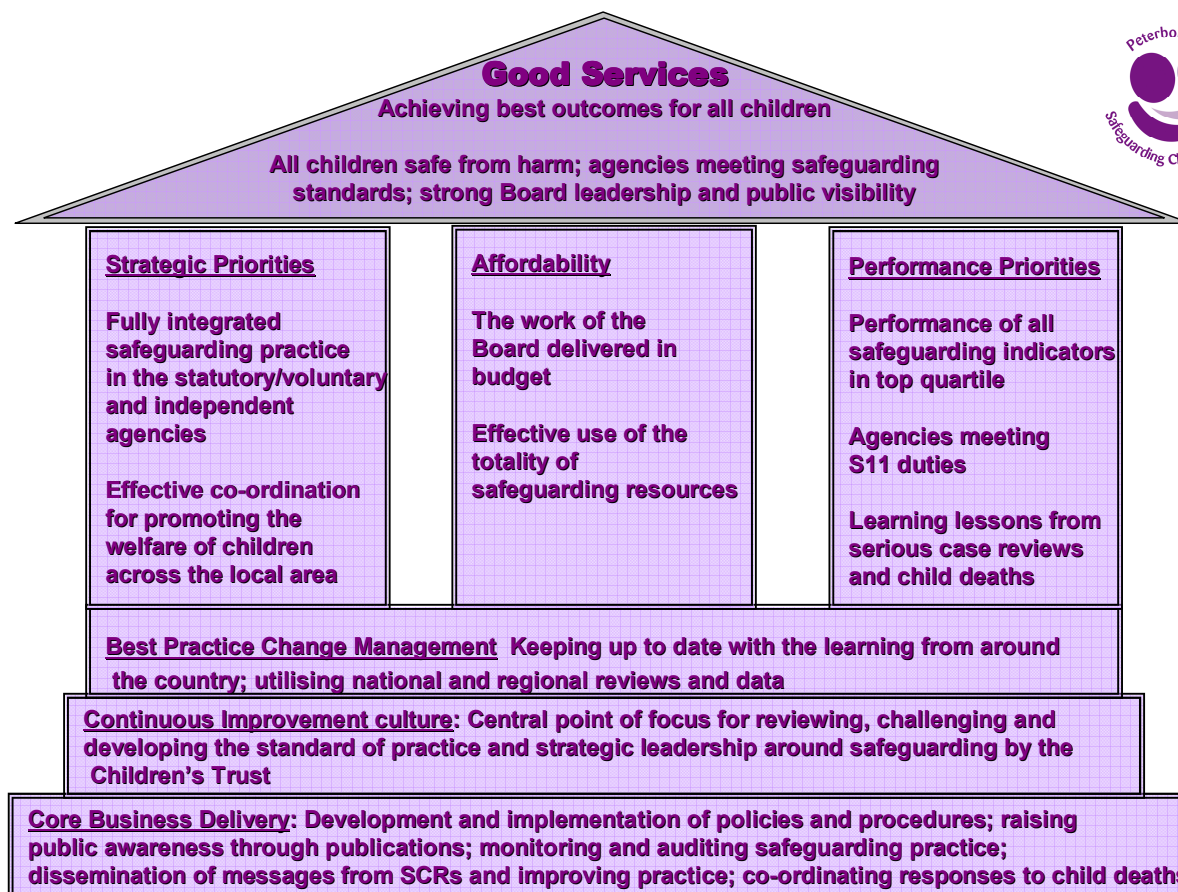 Good Services
Achieving best outcomes for all children
All children safe from harm; agencies meeting safeguarding
standards; strong Board leadership and public visibility
Safeguarding
Strategic Priorities
Fully integrated
safeguarding practice
in the statutory/voluntary
and independent
agencies
Effective co-ordination
for promoting the
welfare of children
across the local area
Affordability
The work of the
Board delivered in
budget
Effective use of the
totality of
safeguarding resources
Performance Priorities
Performance of all
safeguarding indicators
in top quartile
Agencies meeting
S11 duties
Learning lessons from
serious case reviews
and child deaths
Best Practice Change Management Keeping up to date with the learning from around
the country; utilising national and regional reviews and data
Continuous Improvement culture: Central point of focus for reviewing, challenging and
developing the standard of practice and strategic leadership around safeguarding by the
Children's Trust
Core Business Delivery: Development and implementation of policies and procedures; raising
public awareness through publications; monitoring and auditing safeguarding practice;
dissemination of messages from SCRs and improving practice; co-ordinating responses to child deaths